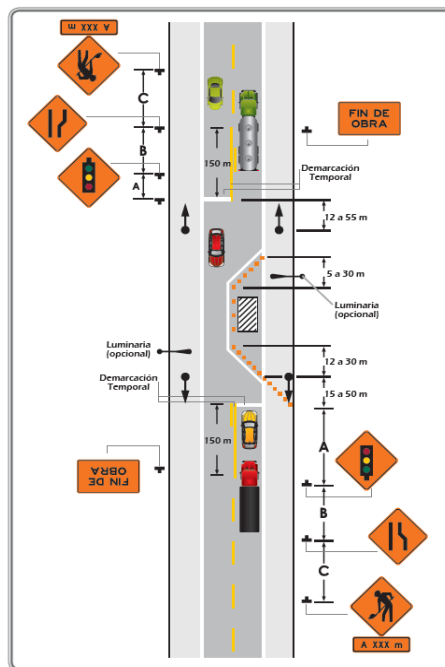 A XXX m
C
B
A
150 m
FIN DE
OBRA
Demarcación
Temporal
12 a 55 m
5 a 30 m
Luminaria
(opcional)
Luminaria
(opcional)
12 a 30 m
Demarcación
Temporal
15 a 50 m
150 m
A
FIN DE
OBRA
B
C
A XXX m